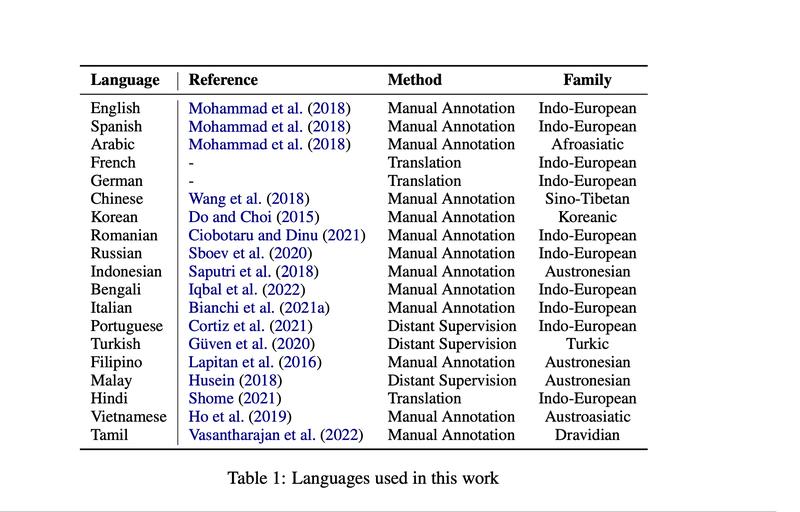 Language Reference Method Family
English Mohammad et al. (2018) Manual Annotation Indo-European
Spanish Mohammad et al. (2018) Manual Annotation Indo-European
Arabic Mohammad et al. (2018) Manual Annotation Afroasiatic
French - Translation Indo-European
German - Translation Indo-European
Chinese Wang et al. (2018) Manual Annotation Sino-Tibetan
Korean Do and Choi (2015) Manual Annotation Koreanic
Romanian Ciobotaru and Dinu (2021) Manual Annotation Indo-European
Russian Sboev et al. (2020) Manual Annotation Indo-European
Indonesian Saputri et al. (2018) Manual Annotation Austronesian
Bengali Iqbal et al. (2022) Manual Annotation Indo-European
Italian Bianchi et al. (2021a) Manual Annotation Indo-European
Portuguese Cortiz et al. (2021) Distant Supervision Indo-European
Turkish Güven et al. (2020) Distant Supervision Turkic
Filipino Lapitan et al. (2016) Manual Annotation Austronesian
Malay Husein (2018) Distant Supervision Austronesian
Hindi Shome (2021) Translation Indo-European
Vietnamese Ho et al. (2019) Manual Annotation Austroasiatic
Tamil Vasantharajan et al. (2022) Manual Annotation Dravidian
Table 1: Languages used in this work